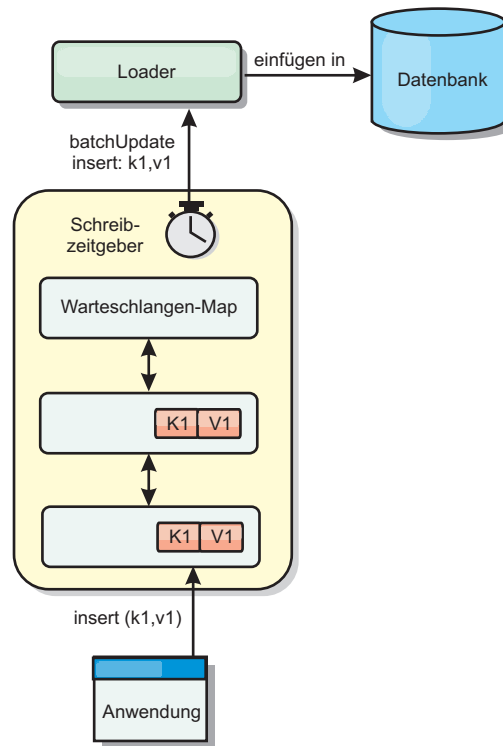 Loader
einfügen in
Datenbank
batchUpdate
insert: k1,v1
Schreib-
zeitgeber
Warteschlangen-Map
K1 V1
K1 V1
insert (k1,v1)
Anwendung